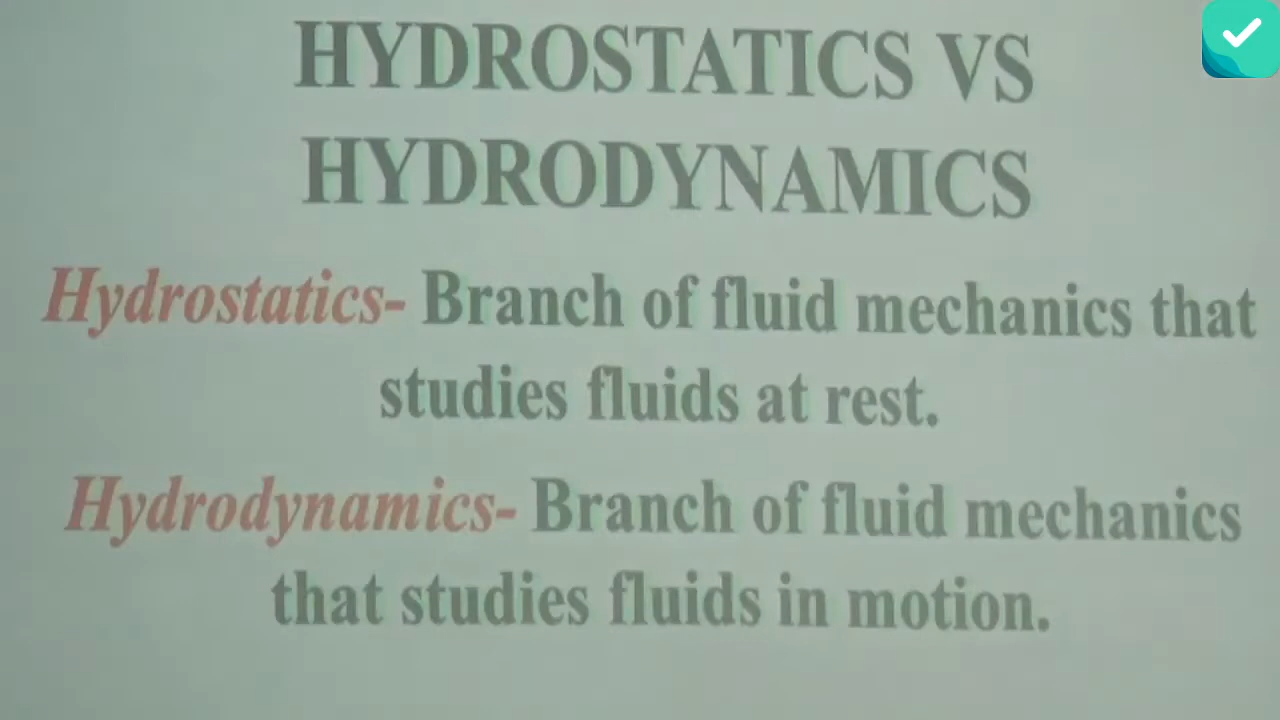 HYDROSTATICS VS
HYDRODYNAMICS
Hydrostatics- Branch of fluid mechanics that
studies fluids at rest.
Hydrodynamics- Branch of fluid mechanics
that studies fluids in motion.